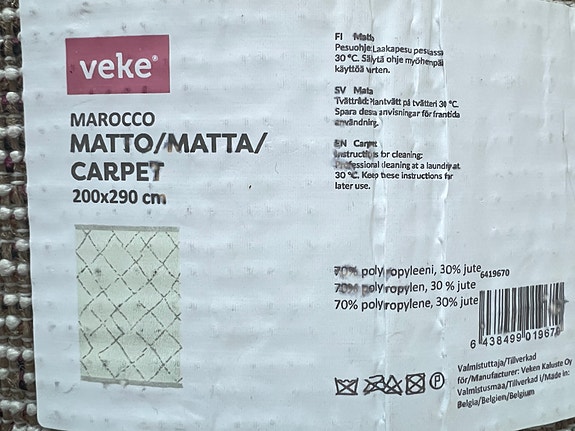 veke®
MAROCCO
MATTO/MATTA/
CARPET
200x290 cm
FI Matto
Pesuohje: Laakapesu pesussa
30 °C. Säilytä ohje myöhempää
käyttöä varten.
SV Matta
Tvättråd: Handtvätt på tvätteri 30 °C.
Spara dessa anvisningar för framtida
användning.
EN Carpet
Instructions for cleaning:
Professional cleaning at a laundry at
30 °C. Keep these instructions for
later use.
70% polypropyleeni, 30% jute
70% polypropylen, 30 % jute
70% polypropylene, 30% jute
6419670
6 438499 01967
Valmistuttaja/Tillverkad
för/Manufacturer: Veken Kaluste Oy
Valmistusmaa/Tillverkad i/Made in:
Belgia/Belgien/Belgium
P